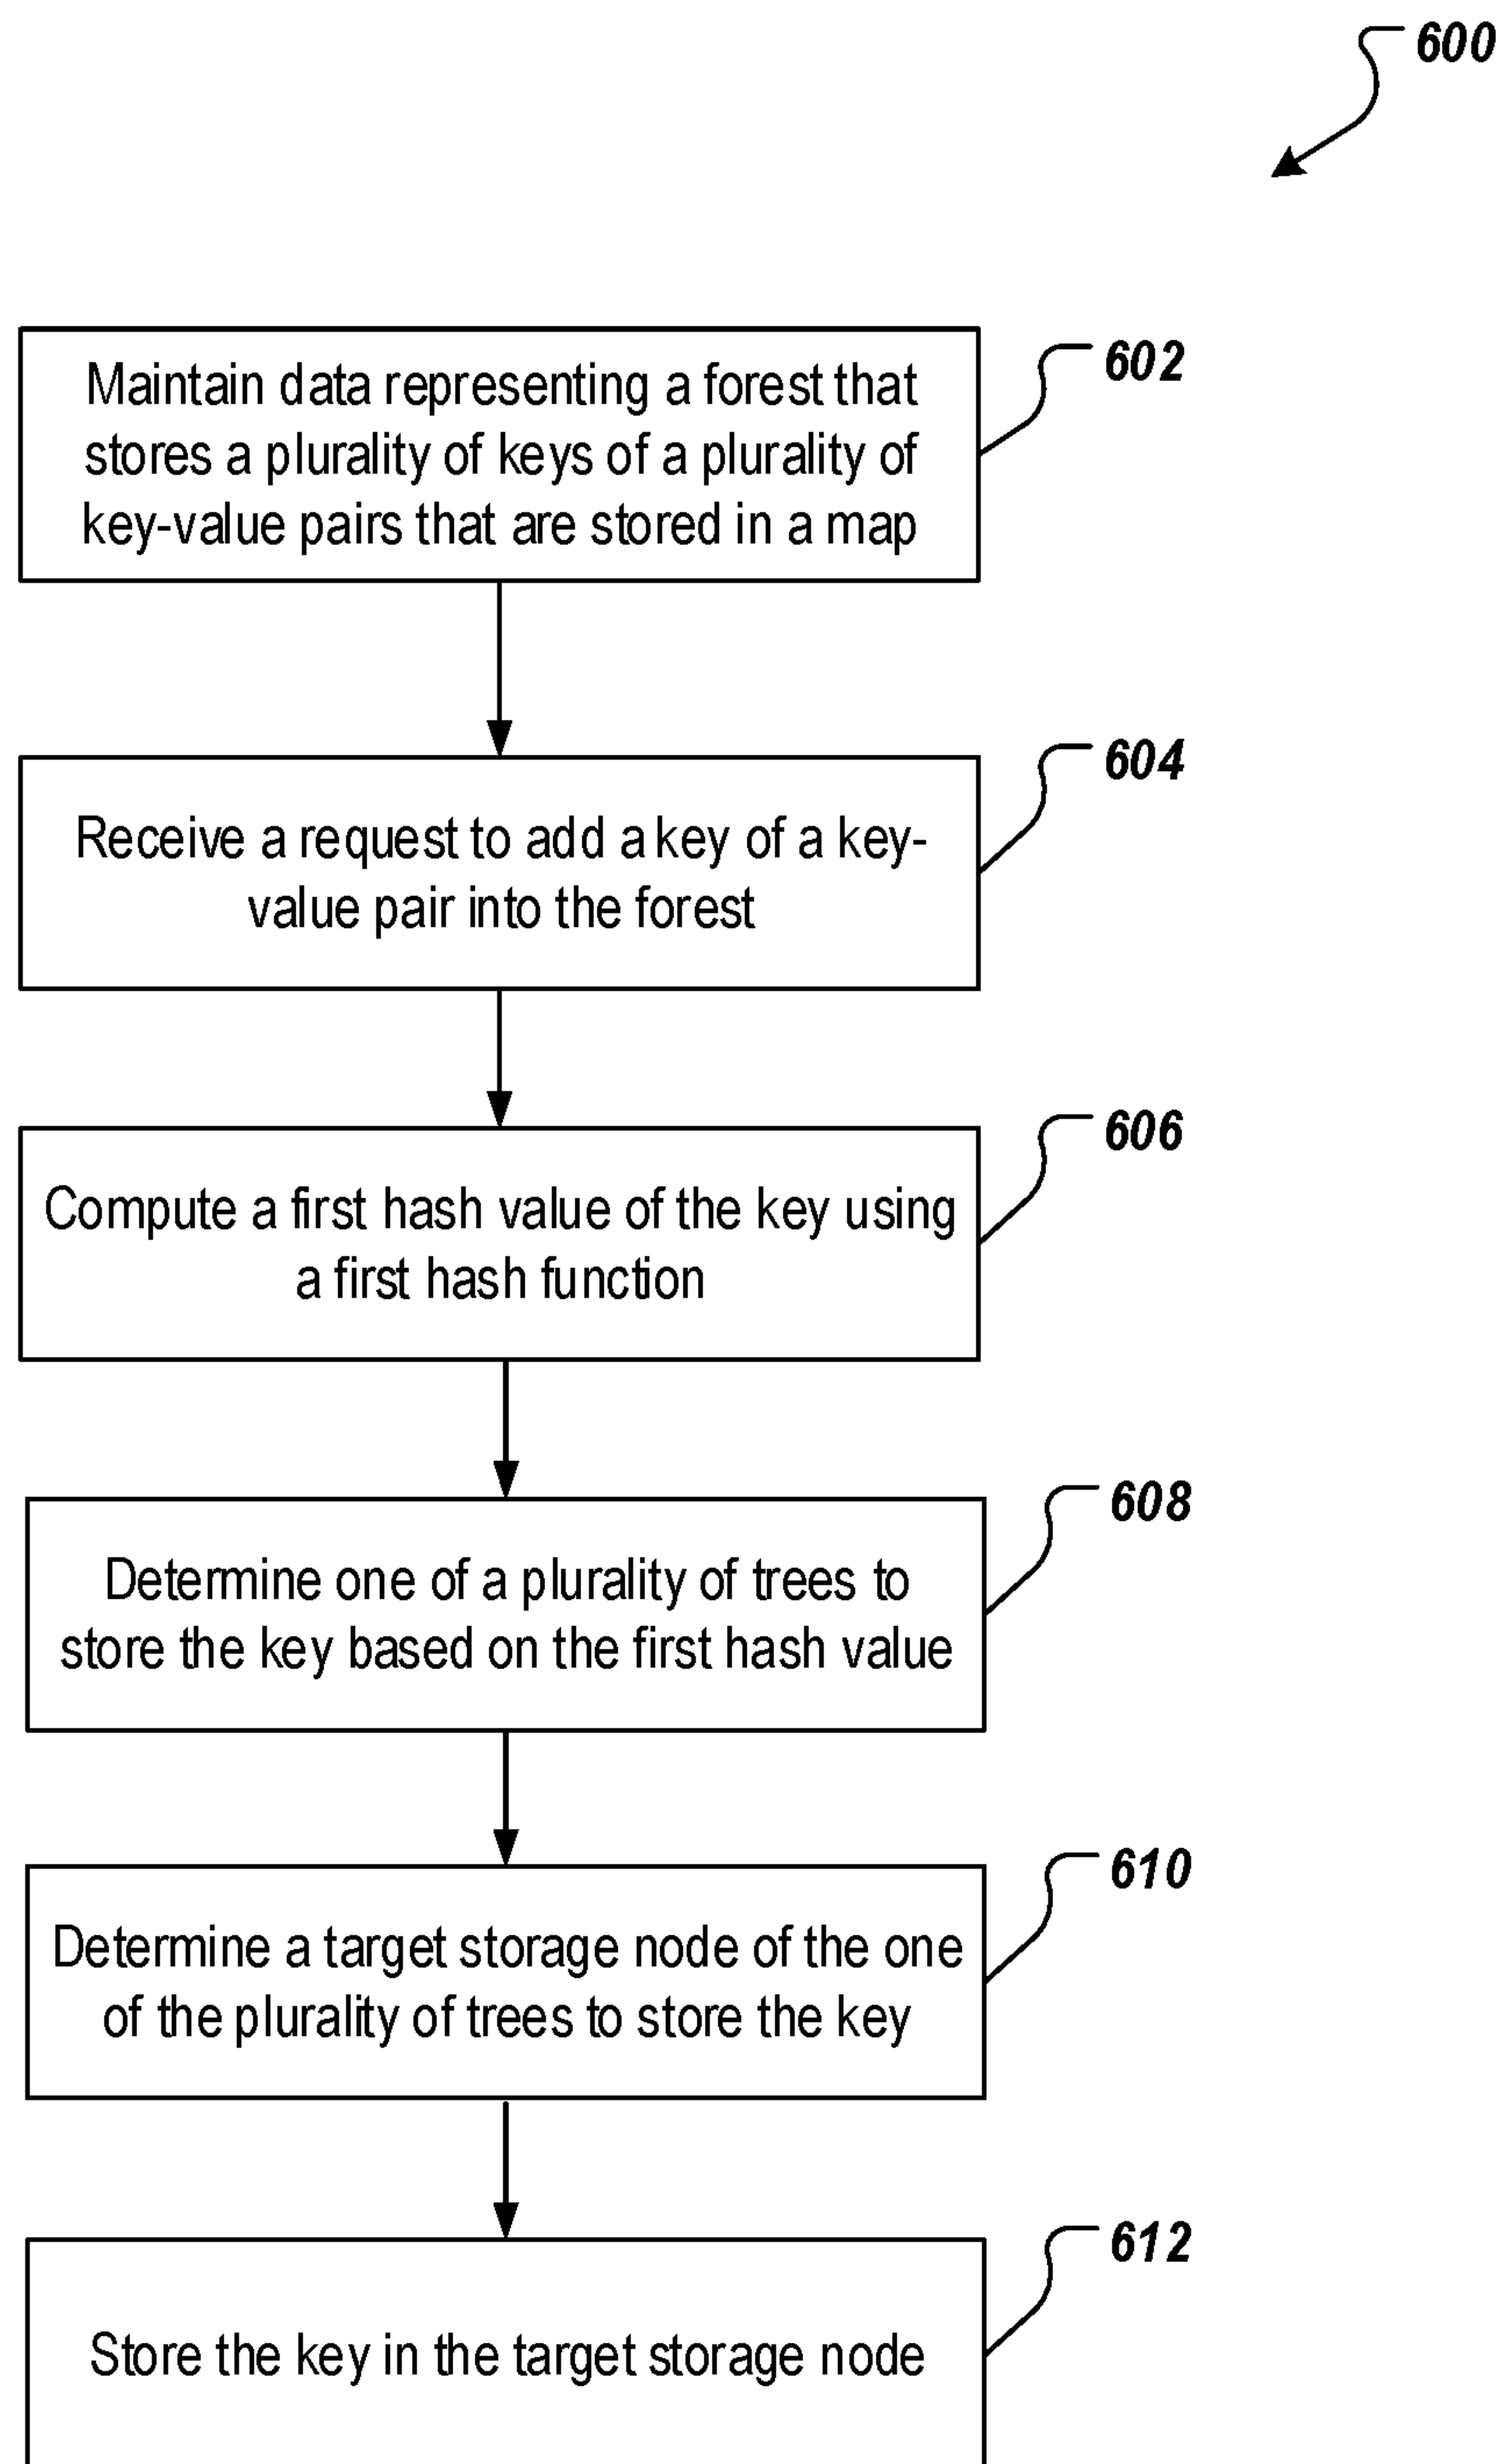 600
Maintain data representing a forest that
stores a plurality of keys of a plurality of
key-value pairs that are stored in a map
602
Receive a request to add a key of a key-
value pair into the forest
604
Compute a first hash value of the key using
a first hash function
606
Determine one of a plurality of trees to
store the key based on the first hash value
608
Determine a target storage node of the one
of the plurality of trees to store the key
610
Store the key in the target storage node
612